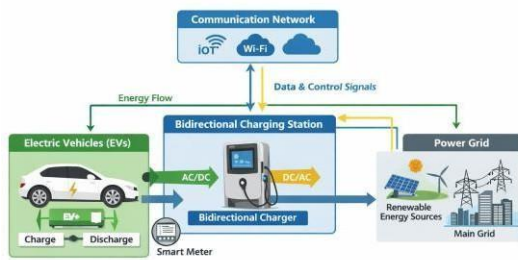 Communication Network
IoT
Wi-Fi
Data & Control Signals
Energy Flow
Electric Vehicles (EVs)
Bidirectional Charging Station
Power Grid
AC/DC
DC/AC
Renewable
Energy Sources
Main Grid
EV+
Bidirectional Charger
Charge
Discharge
Smart Meter